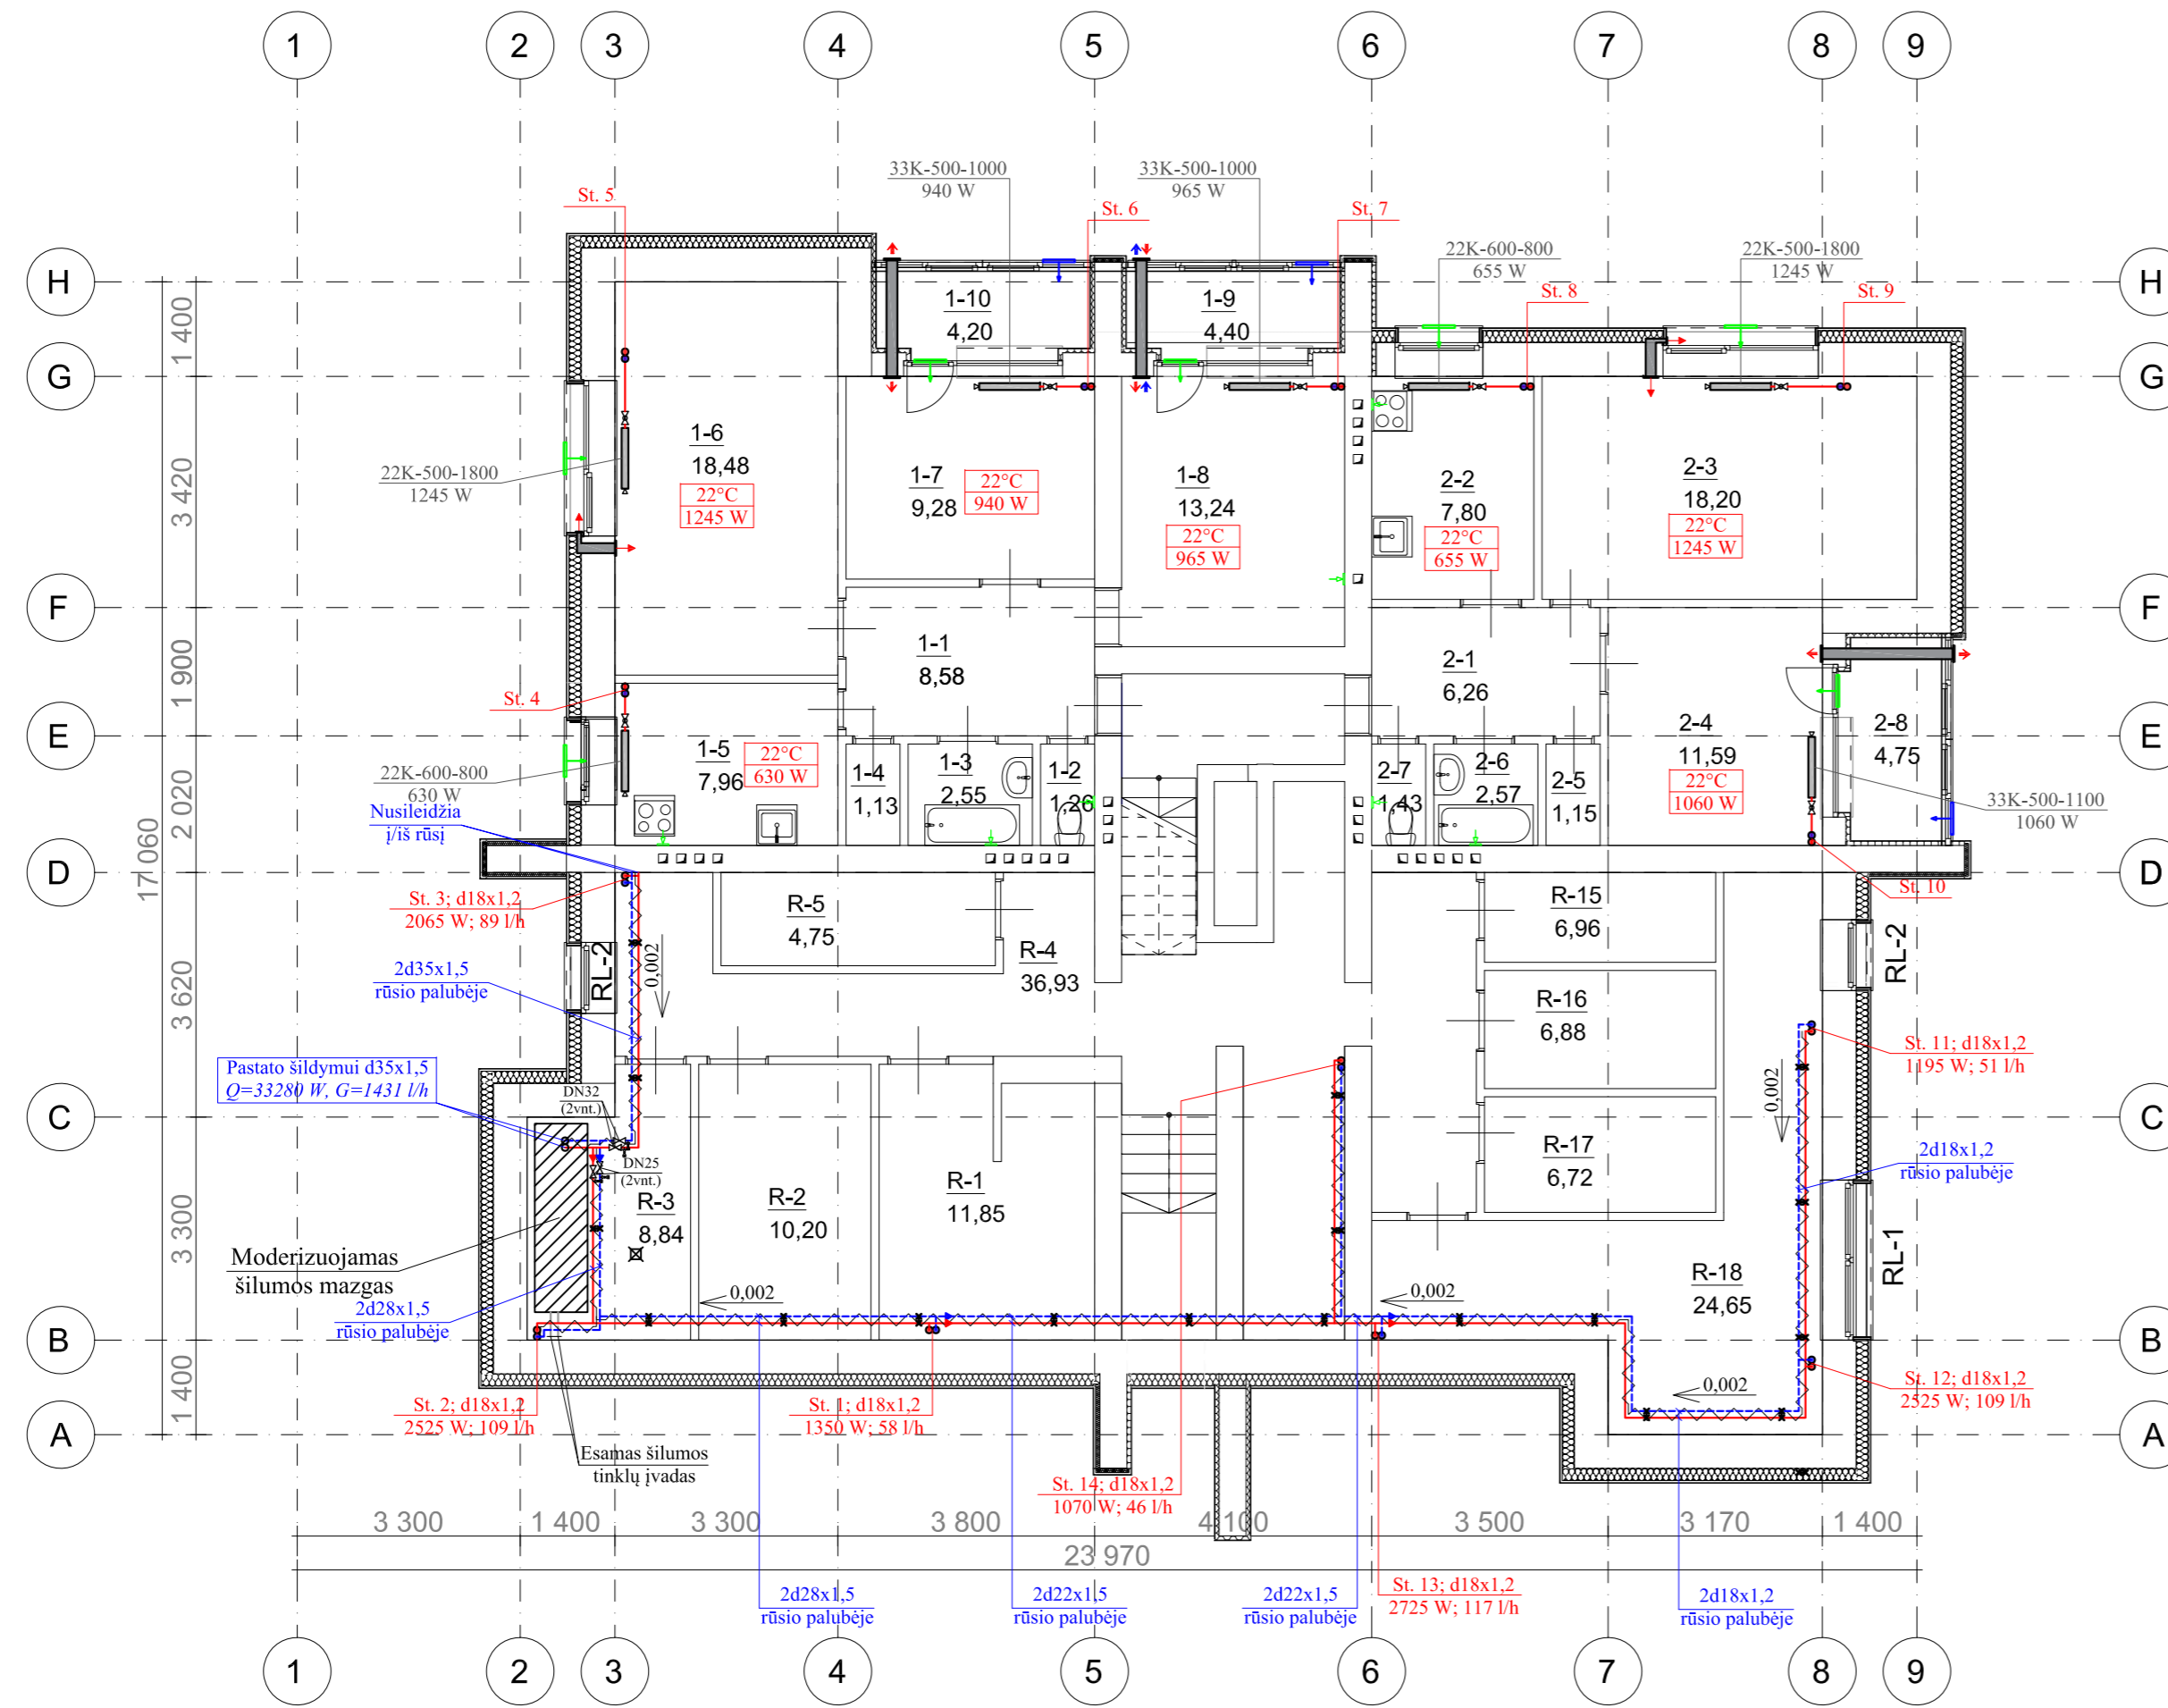 1
2
3
4
5
6
7
8
9
33K-500-1000
940 W
33K-500-1000
965 W
St. 5
St. 6
St. 7
22K-600-800
655 W
22K-500-1800
1245 W
H
H
1-10
4,20
1-9
4,40
St. 8
St. 9
1 400
G
G
1-6
18,48
22°C
1245 W
22K-500-1800
1245 W
3 420
1-7
9,28
22°C
940 W
1-8
13,24
22°C
965 W
2-2
7,80
22°C
655 W
2-3
18,20
22°C
1245 W
F
F
1 900
1-1
8,58
2-1
6,26
St. 4
E
E
1-5
7,96
22°C
630 W
22K-600-800
630 W
1-4
1,13
1-3
2,55
1-2
1,26
2-7
1,43
2-6
2,57
2-5
1,15
2-4
11,59
22°C
1060 W
2-8
4,75
33K-500-1100
1060 W
2 020
17 060
Nusileidžia
į/iš rūsį
D
D
St. 3; d18x1,2
2065 W; 89 l/h
St. 10
R-5
4,75
R-4
36,93
R-15
6,96
RL-2
RL-2
0,002
2d35x1,5
rūsio palubėje
3 620
R-16
6,88
St. 11; d18x1,2
1195 W; 51 l/h
Pastato šildymui d35x1,5
Q=33280 W, G=1431 l/h
DN32
(2vnt.)
0,002
C
C
DN25
(2vnt.)
R-3
8,84
R-2
10,20
R-1
11,85
R-17
6,72
2d18x1,2
rūsio palubėje
3 300
Moderizuojamas
šilumos mazgas
2d28x1,5
rūsio palubėje
0,002
0,002
R-18
24,65
RL-1
B
B
1 400
St. 2; d18x1,2
2525 W; 109 l/h
St. 1; d18x1,2
1350 W; 58 l/h
0,002
St. 12; d18x1,2
2525 W; 109 l/h
A
A
Esamas šilumos
tinklų įvadas
St. 14; d18x1,2
1070 W; 46 l/h
3 300
1 400
3 300
3 800
4 100
3 500
3 170
1 400
23 970
2d28x1,5
rūsio palubėje
2d22x1,5
rūsio palubėje
2d22x1,5
rūsio palubėje
St. 13; d18x1,2
2725 W; 117 l/h
2d18x1,2
rūsio palubėje
1
2
3
4
5
6
7
8
9